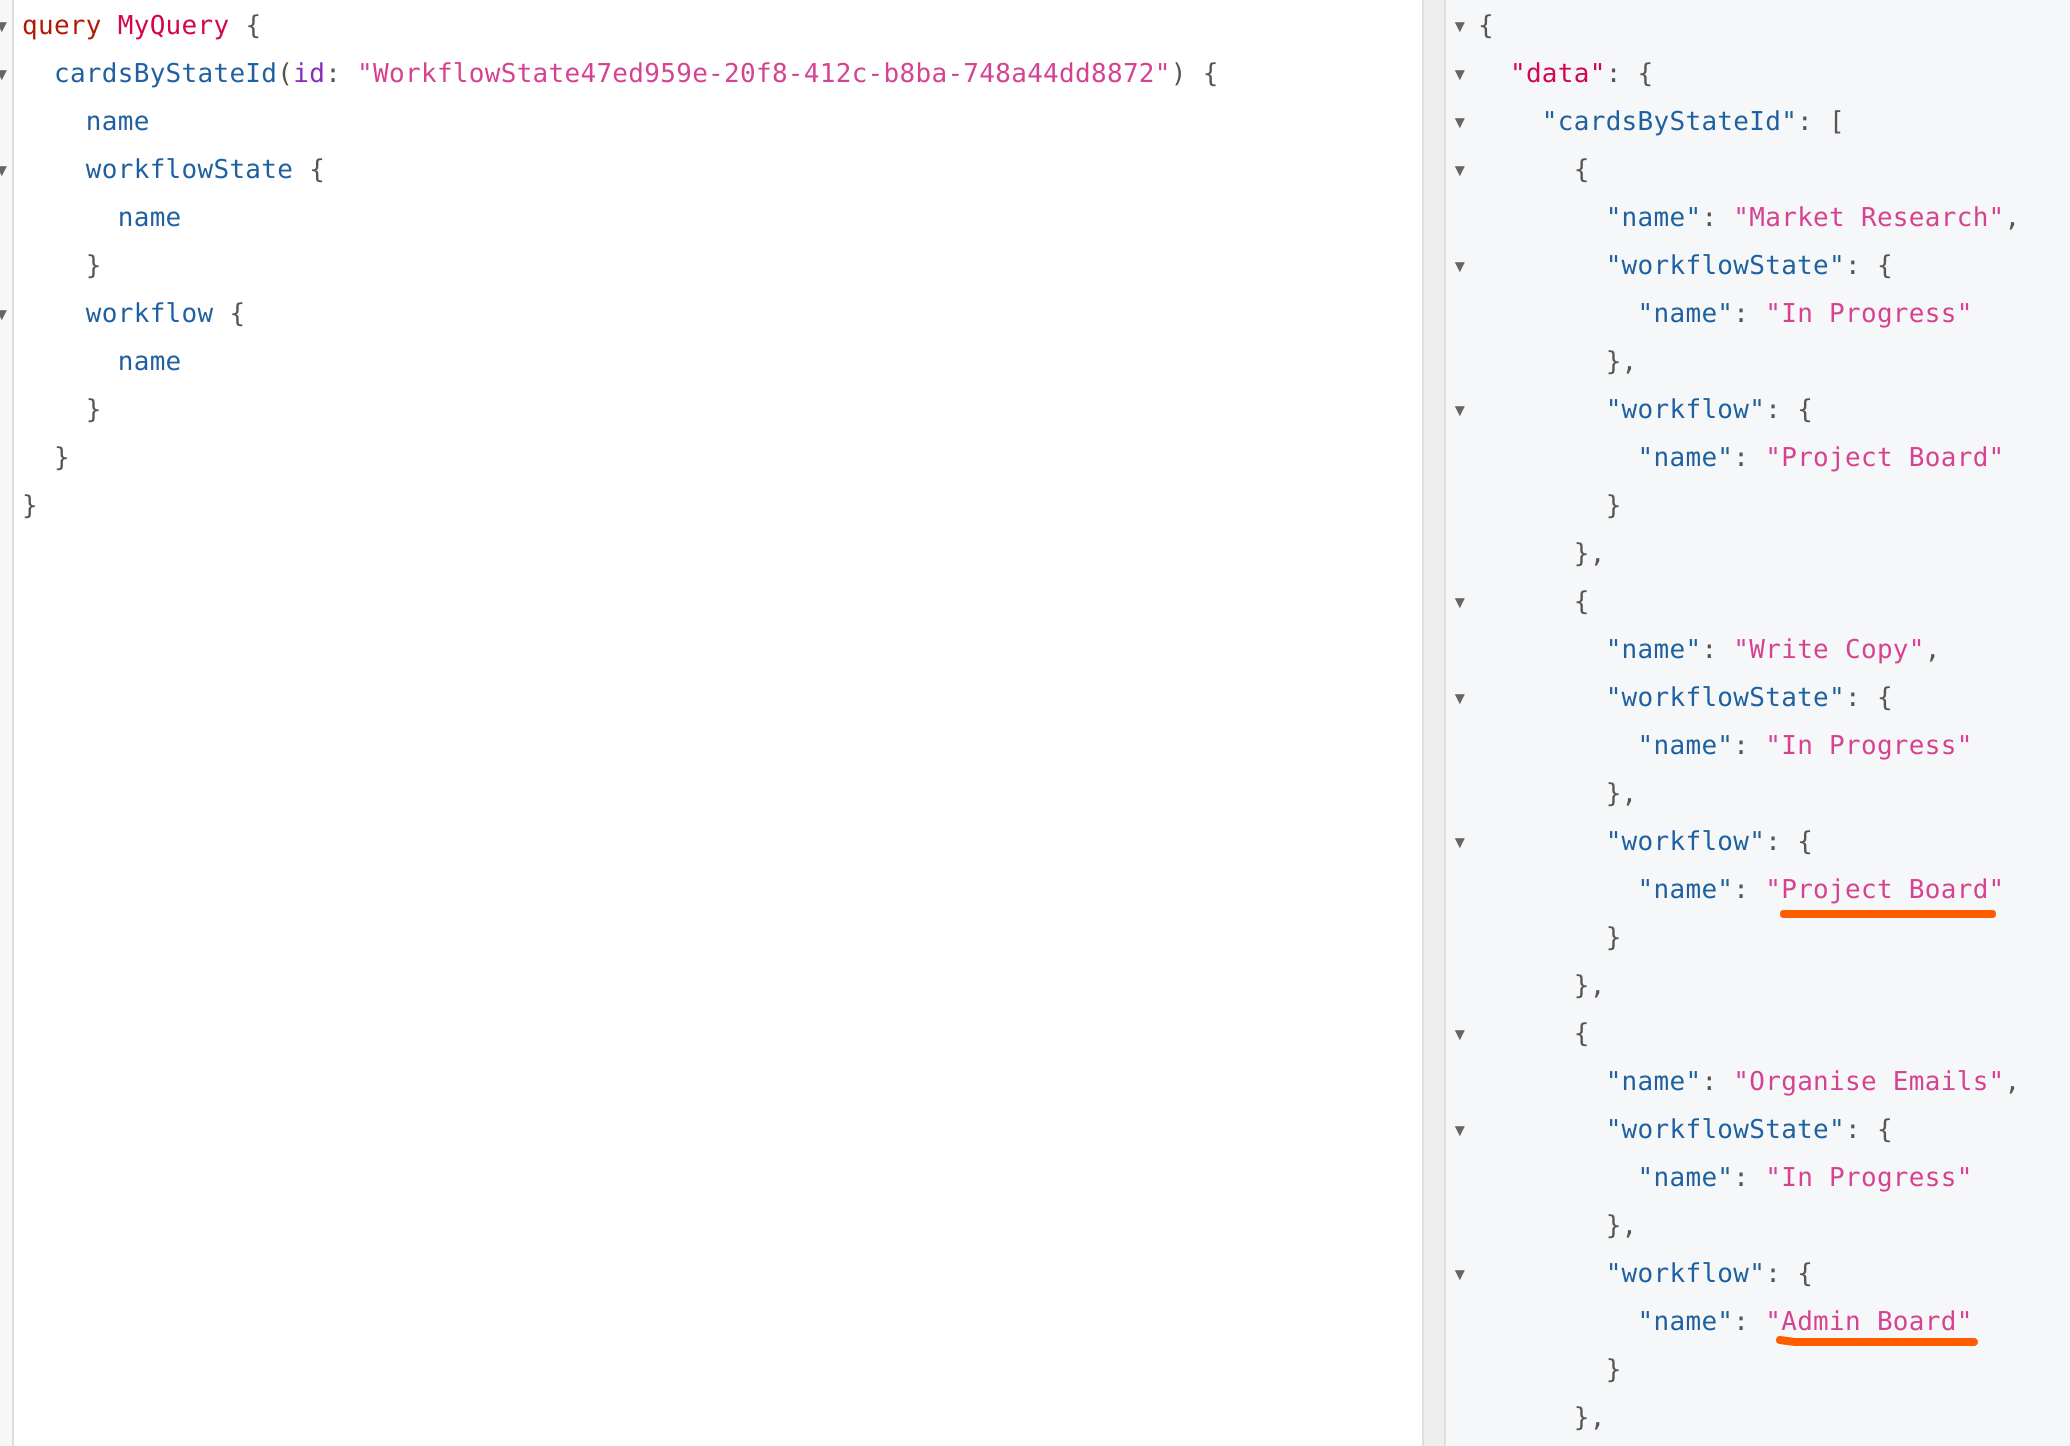 query MyQuery {
cardsByStateId(id: "WorkflowState47ed959e-20f8-412c-b8ba-748a44dd8872") {
name
workflowState {
name
}
workflow {
name
}
}
}
{
"data": {
"cardsByStateId": [
{
"name": "Market Research",
"workflowState": {
"name": "In Progress"
},
"workflow": {
"name": "Project Board"
}
},
{
"name": "Write Copy",
"workflowState": {
"name": "In Progress"
},
"workflow": {
"name": "Project Board"
}
},
{
"name": "Organise Emails",
"workflowState": {
"name": "In Progress"
},
"workflow": {
"name": "Admin Board"
}
},